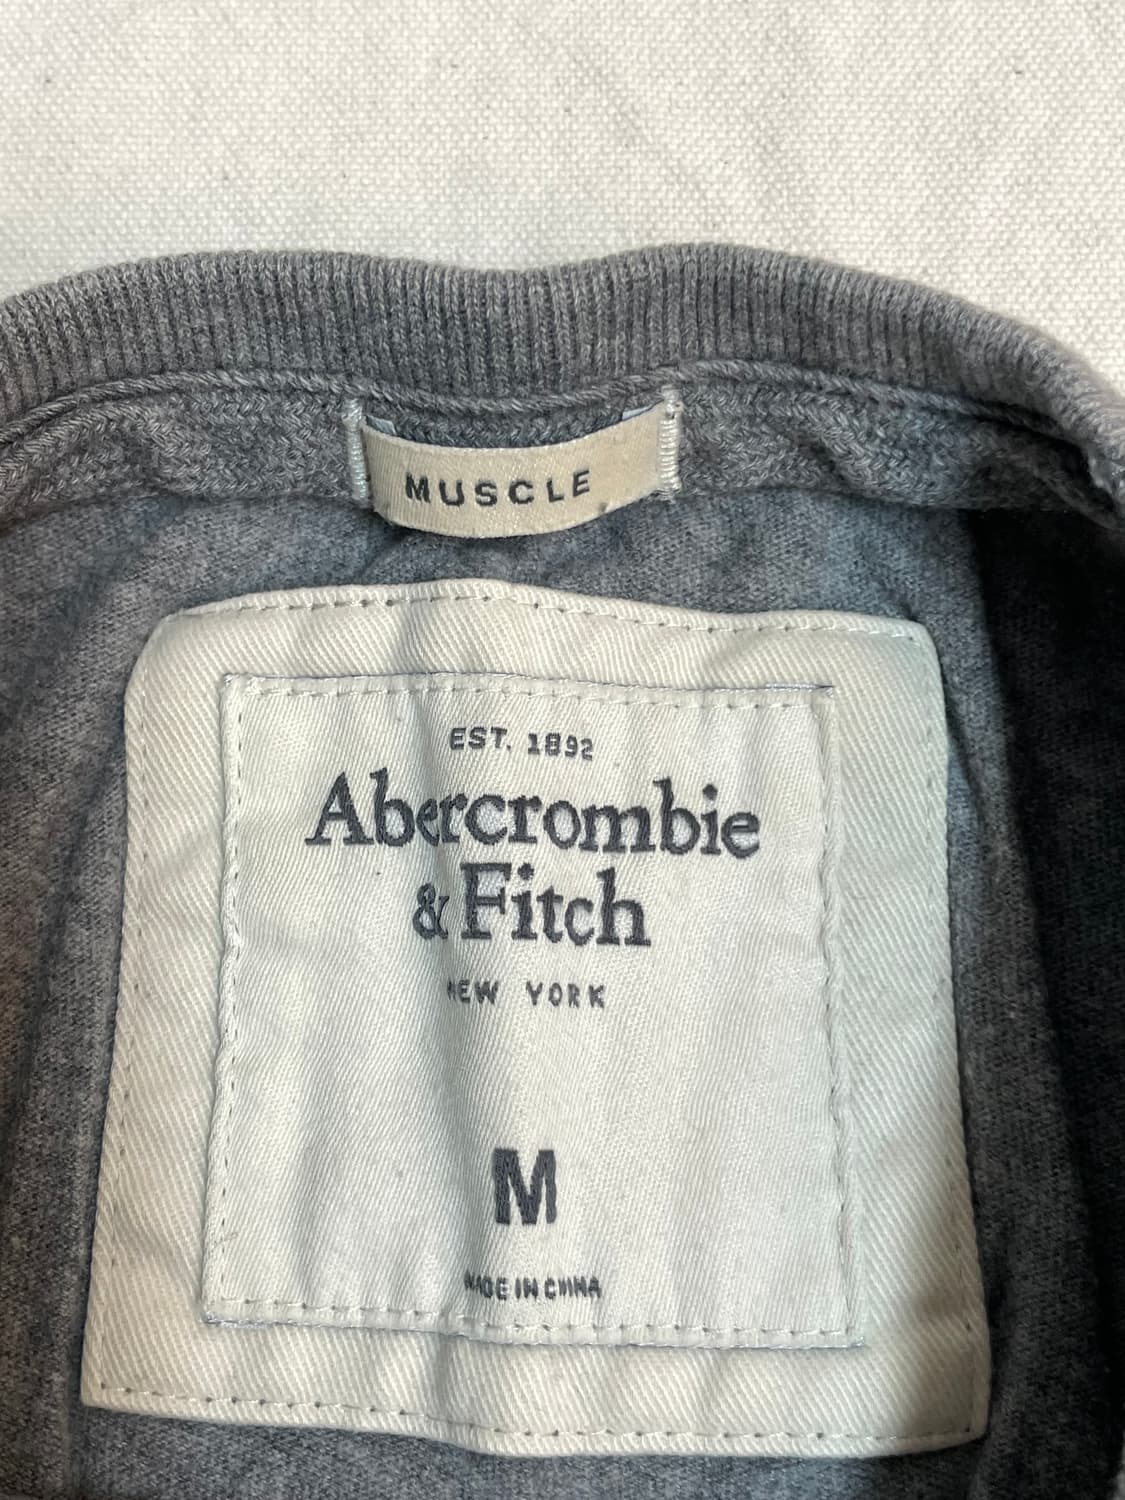 MUSCLE
EST. 1892
Abercrombie
& Fitch
NEW YORK
M
MADE IN CHINA